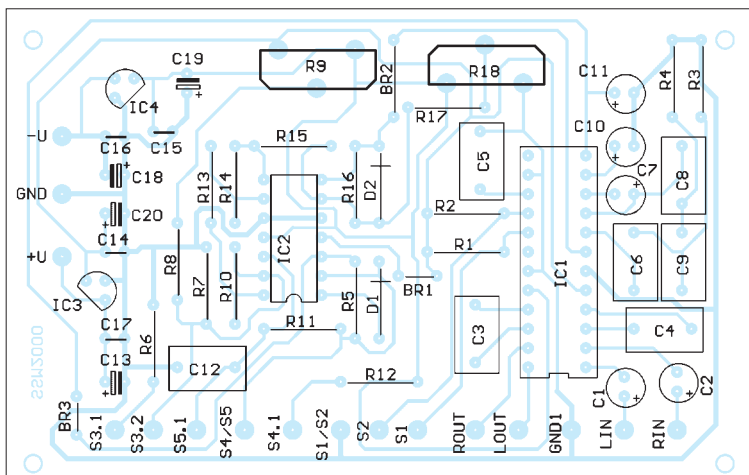 C19
R9
BR2
R18
C11
R4
R3
IC4
R17
-U
C16
C15
R15
C5
C10
C7
C8
C18
R13
R14
R16
D2
GND
C20
R2
IC2
R1
+U
C14
R8
R7
R10
R5
D1
BR1
IC1
C6
C9
IC3
C3
C17
R6
R11
C4
SSW2000
C13
C12
R12
C1
C2
BR3
S3.1
S3.2
S5.1
S4/S5
S4.1
S1/S2
S2
S1
ROUT
LOUT
GND1
LIN
RIN